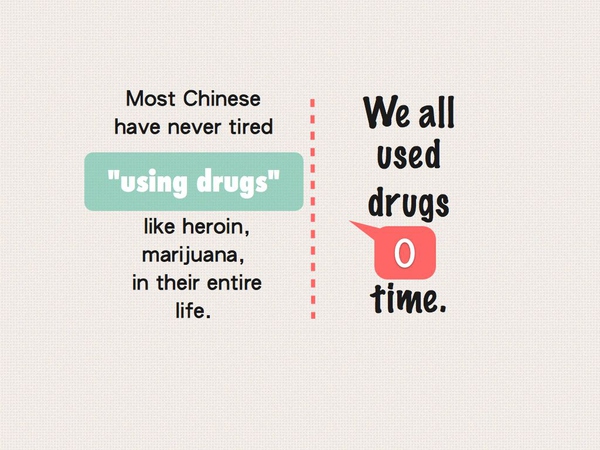 Most Chinese
have never tired
"using drugs"
like heroin,
marijuana,
in their entire
life.
We all
used
drugs
0
time.